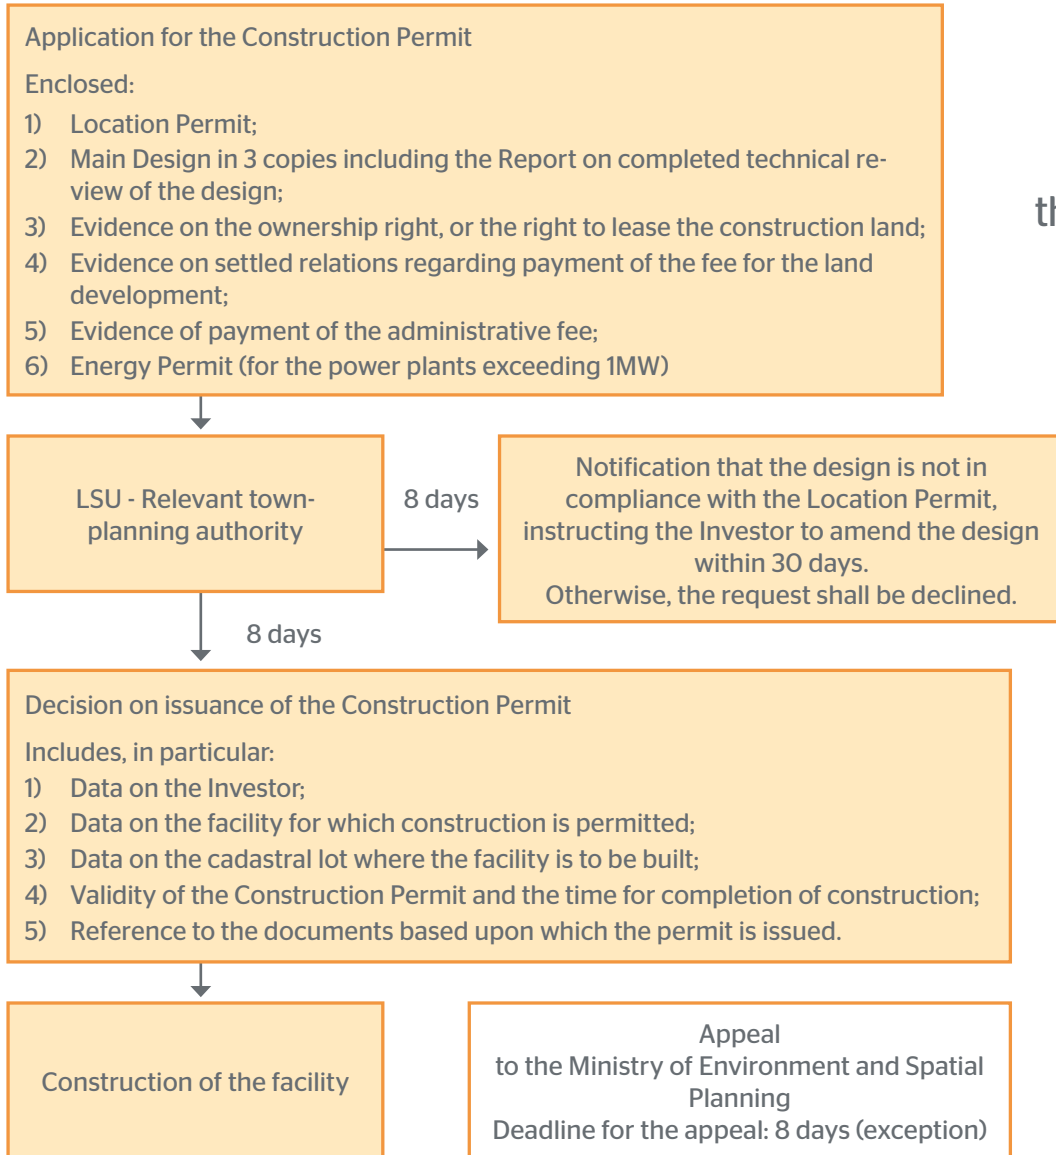 Application for the Construction Permit
Enclosed:
1) Location Permit;
2) Main Design in 3 copies including the Report on completed technical re-
view of the design;
3) Evidence on the ownership right, or the right to lease the construction land;
4) Evidence on settled relations regarding payment of the fee for the land
development;
5) Evidence of payment of the administrative fee;
6) Energy Permit (for the power plants exceeding 1MW)
LSU - Relevant town-
planning authority
8 days
Notification that the design is not in
compliance with the Location Permit,
instructing the Investor to amend the design
within 30 days.
Otherwise, the request shall be declined.
8 days
Decision on issuance of the Construction Permit
Includes, in particular:
1) Data on the Investor;
2) Data on the facility for which construction is permitted;
3) Data on the cadastral lot where the facility is to be built;
4) Validity of the Construction Permit and the time for completion of construction;
5) Reference to the documents based upon which the permit is issued.
Construction of the facility
Appeal
to the Ministry of Environment and Spatial
Planning
Deadline for the appeal: 8 days (exception)